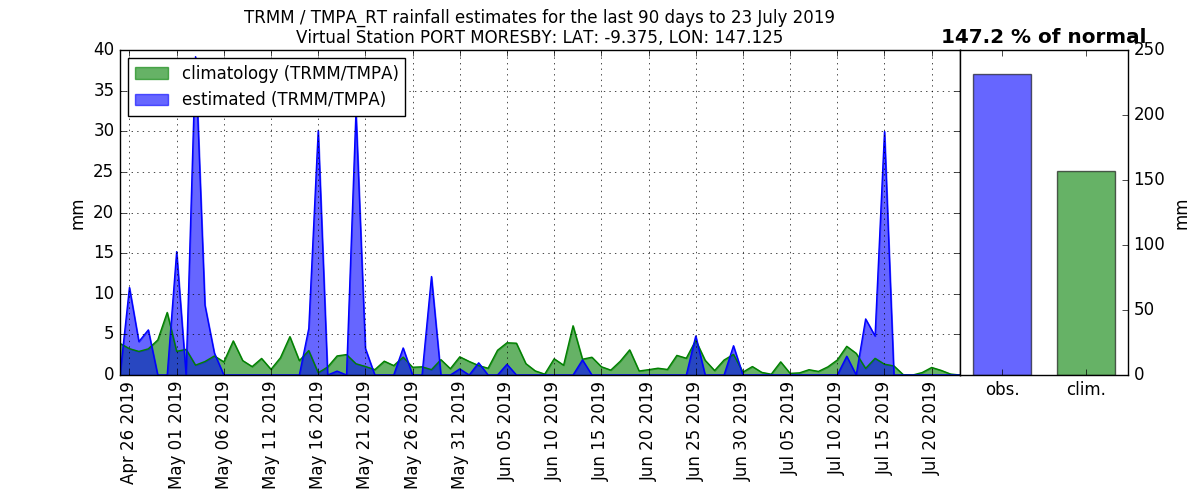 TRMM / TMPA_RT rainfall estimates for the last 90 days to 23 July 2019
Virtual Station PORT MORESBY: LAT: -9.375, LON: 147.125
147.2 % of normal
climatology (TRMM/TMPA)
estimated (TRMM/TMPA)
40
35
30
25
20
15
10
5
0
mm
Apr 26 2019
May 01 2019
May 06 2019
May 11 2019
May 16 2019
May 21 2019
May 26 2019
May 31 2019
Jun 05 2019
Jun 10 2019
Jun 15 2019
Jun 20 2019
Jun 25 2019
Jun 30 2019
Jul 05 2019
Jul 10 2019
Jul 15 2019
Jul 20 2019
obs.
clim.
250
200
150
100
50
0
mm